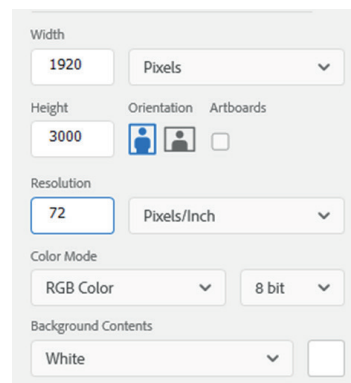 Width
1920 Pixels
Height Orientation Artboards
3000
Resolution
72 Pixels/Inch
Color Mode
RGB Color 8 bit
Background Contents
White